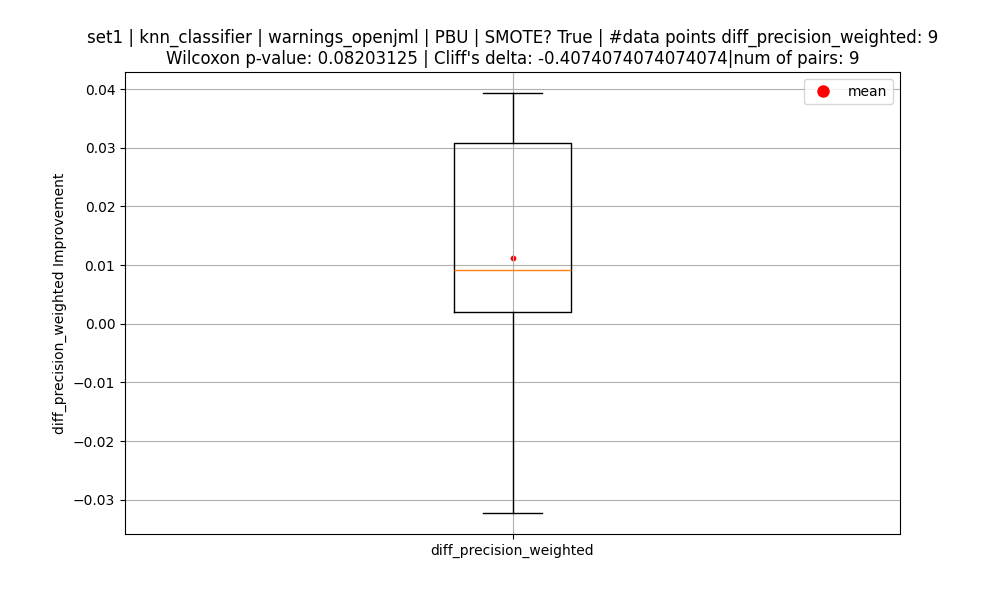 set1 | knn_classifier | warnings_openjml | PBU | SMOTE? True | #data points diff_precision_weighted: 9
Wilcoxon p-value: 0.08203125 | Cliff's delta: -0.4074074074074074|num of pairs: 9
mean
0.04
0.03
0.02
0.01
0.00
−0.01
−0.02
−0.03
diff_precision_weighted Improvement
diff_precision_weighted